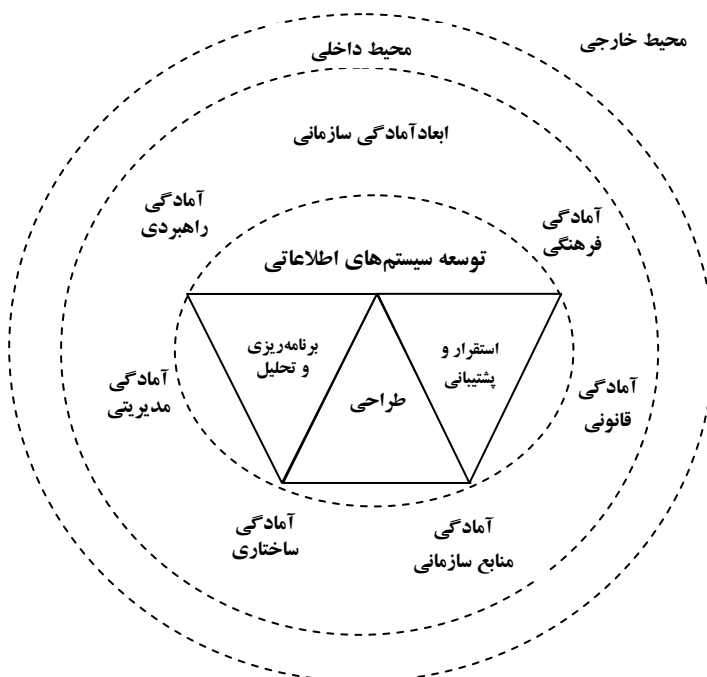 محیط خارجی
محیط داخلی
ابعادآمادگی سازمانی
آمادگی
فرهنگی
آمادگی
راهبردی
توسعه سیستم‌های اطلاعاتی
استقرار و
پشتیبانی
برنامه‌ریزی
و تحلیل
طراحی
آمادگی
قانونی
آمادگی
مدیریتی
آمادگی
منابع سازمانی
آمادگی
ساختاری